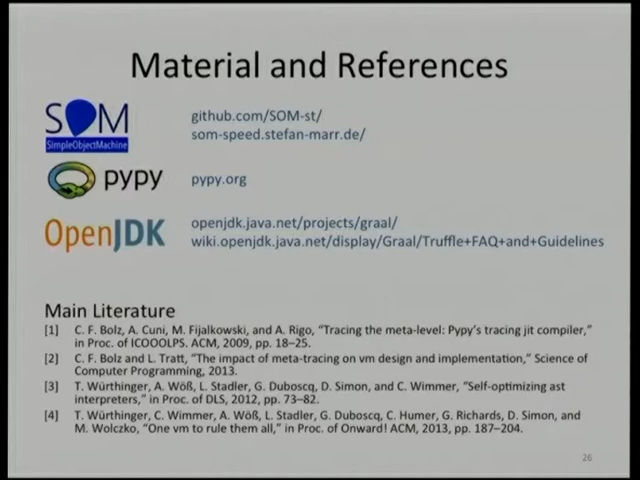 Material and References
SOM
SimpleObjectMachine
github.com/SOM-st/
som-speed.stefan-marr.de/
pypy
pypy.org
OpenJDK
openjdk.java.net/projects/graal/
wiki.openjdk.java.net/display/Graal/Truffle+FAQ+and+Guidelines
Main Literature
[1] C. F. Bolz, A. Cuni, M. Fijalkowski, and A. Rigo, “Tracing the meta-level: Pypy’s tracing jit compiler,”
in Proc. of ICOOOLPS. ACM, 2009, pp. 18–25.
[2] C. F. Bolz and L. Tratt, “The impact of meta-tracing on vm design and implementation,” Science of
Computer Programming, 2013.
[3] T. Würthinger, A. Wöß, L. Stadler, G. Duboscq, D. Simon, and C. Wimmer, “Self-optimizing ast
interpreters,” in Proc. of DLS, 2012, pp. 73–82.
[4] T. Würthinger, C. Wimmer, A. Wöß, L. Stadler, G. Duboscq, C. Humer, G. Richards, D. Simon, and
M. Wolczko, “One vm to rule them all,” in Proc. of Onward! ACM, 2013, pp. 187–204.
26